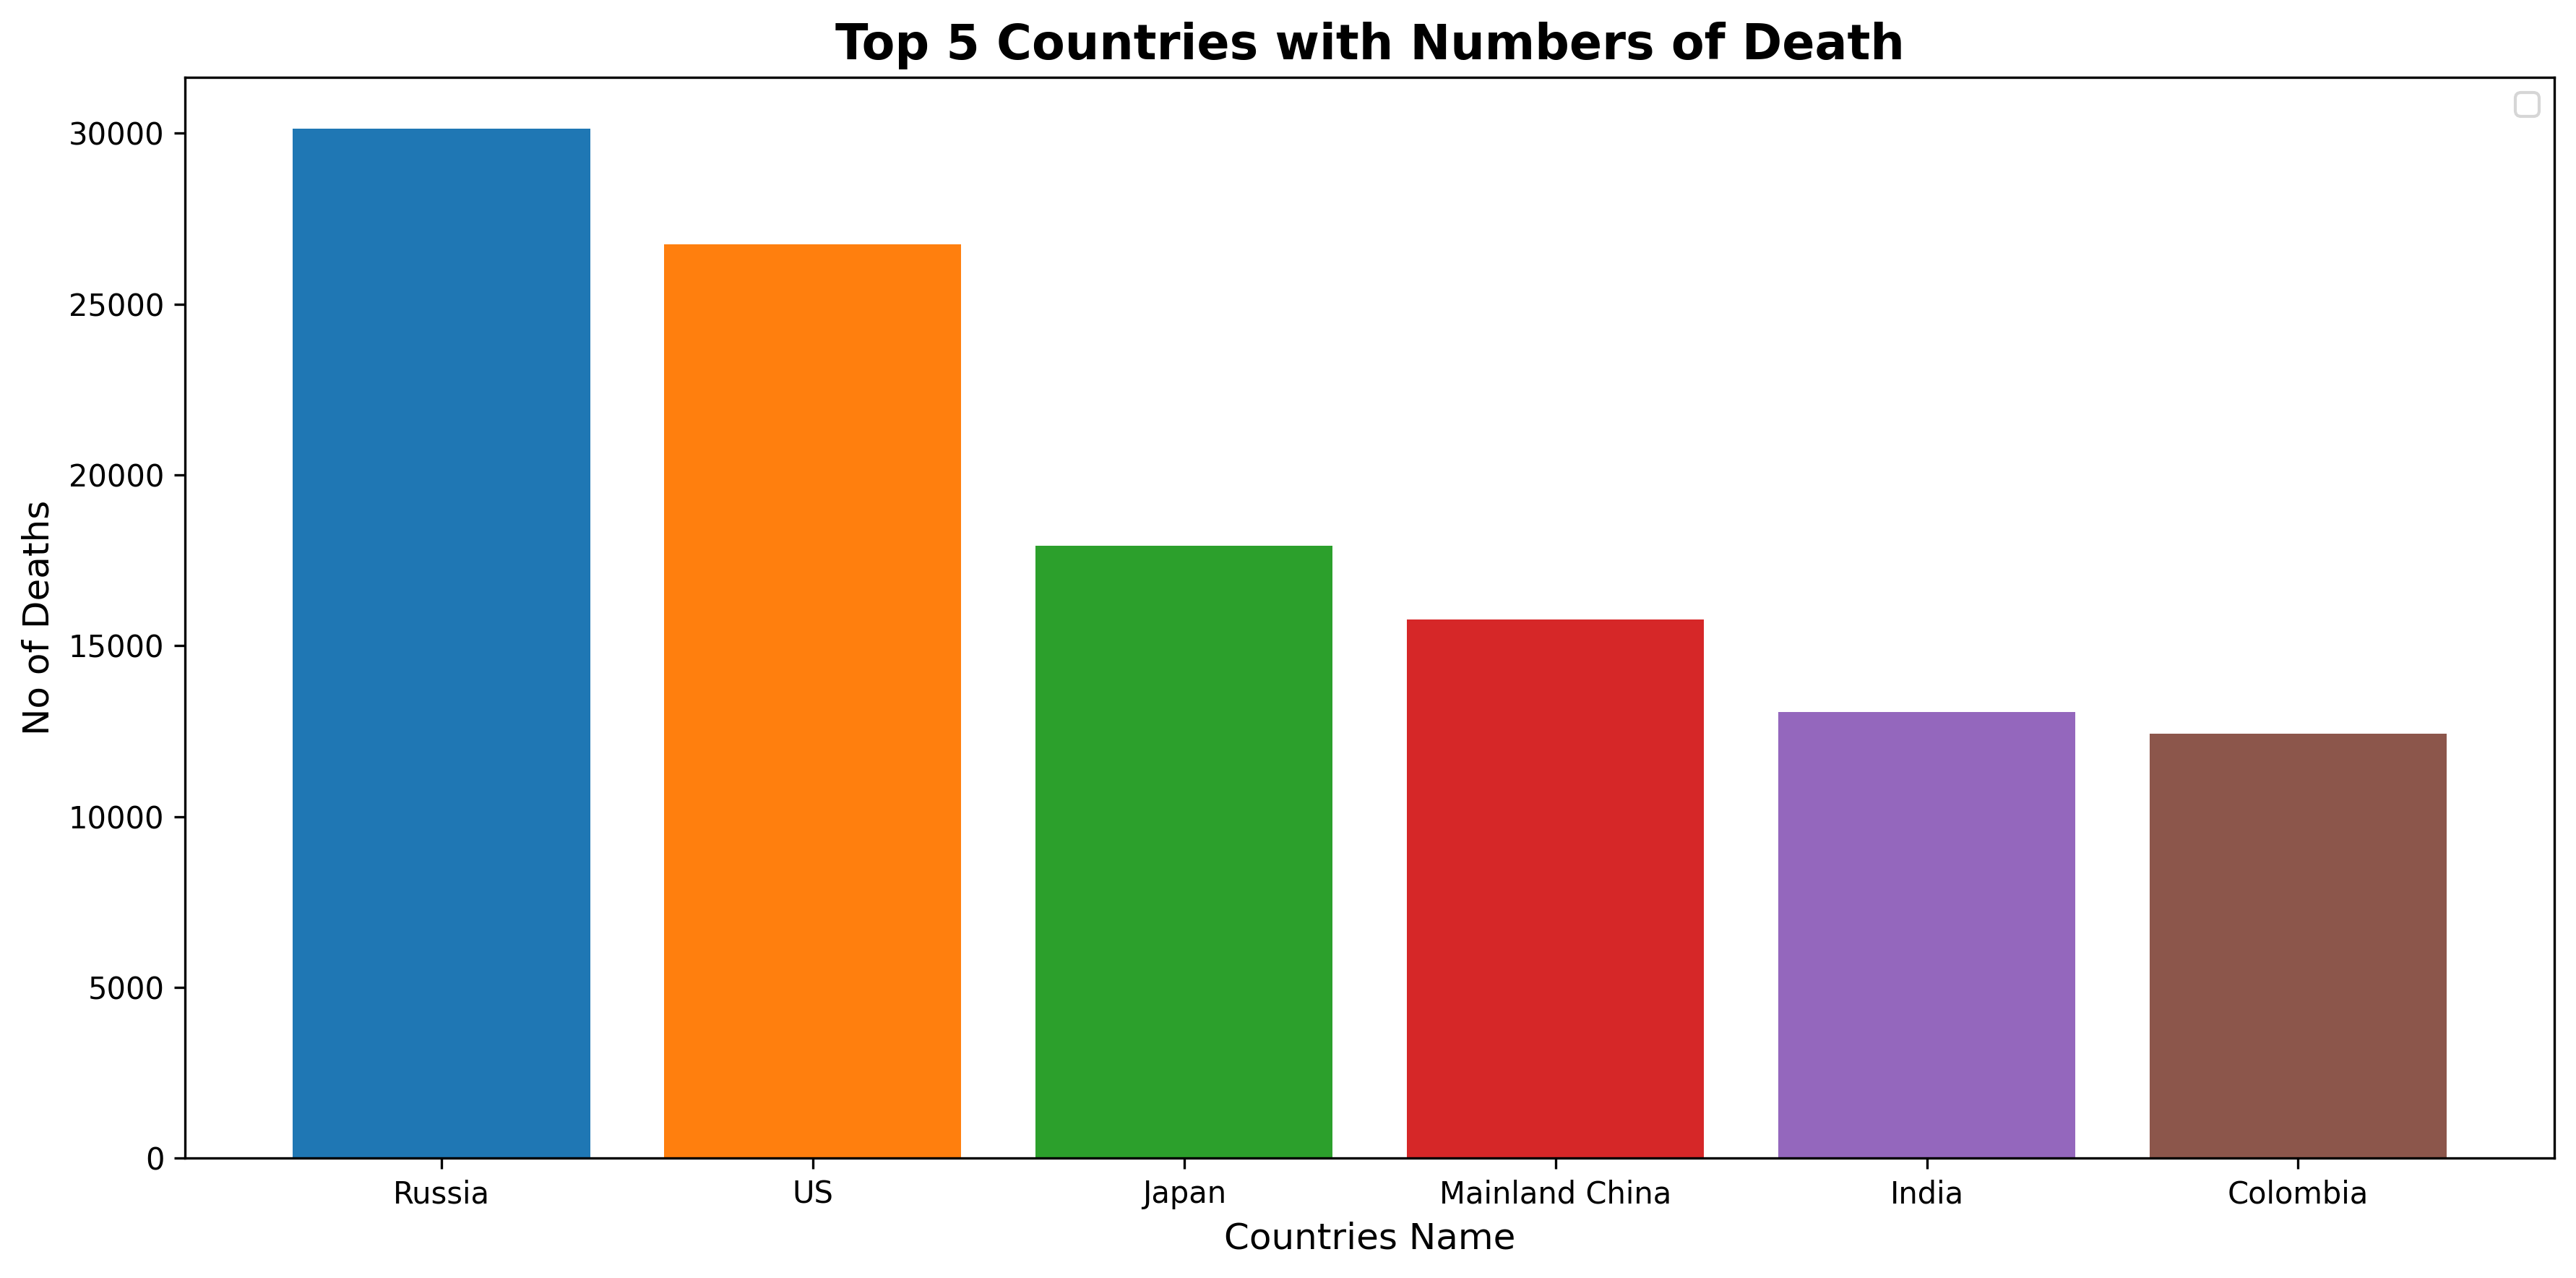 Top 5 Countries with Numbers of Death
No of Deaths
30000
25000
20000
15000
10000
5000
0
Russia US Japan Mainland China India Colombia
Countries Name